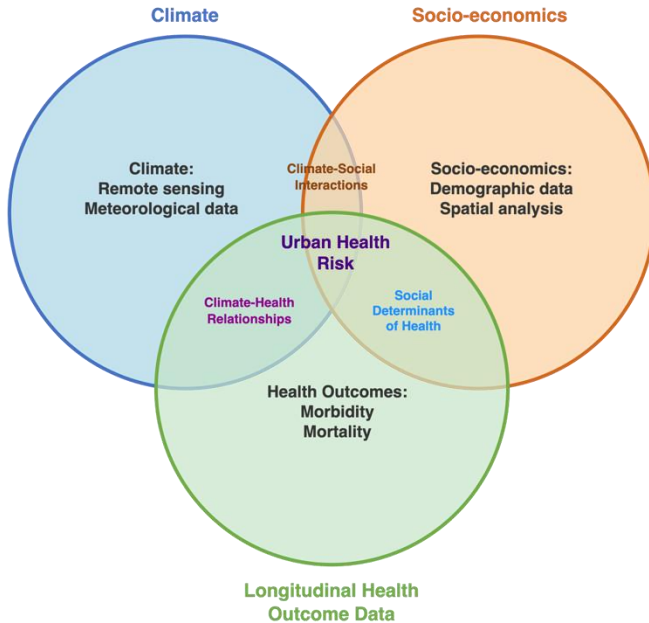 Climate
Socio-economics
Climate:
Remote sensing
Meteorological data
Climate-Social
Interactions
Socio-economics:
Demographic data
Spatial analysis
Urban Health
Risk
Climate-Health
Relationships
Social
Determinants
of Health
Health Outcomes:
Morbidity
Mortality
Longitudinal Health
Outcome Data